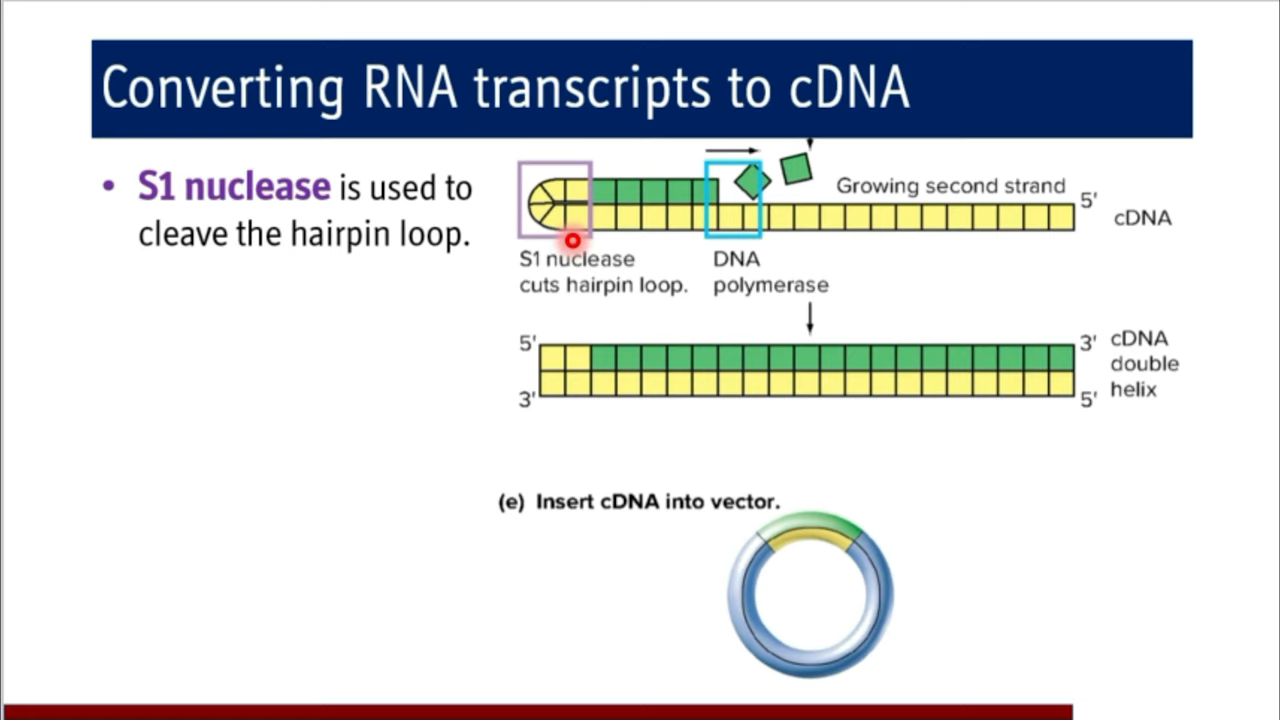 Converting RNA transcripts to cDNA
• S1 nuclease is used to
cleave the hairpin loop.
Growing second strand
5'
cDNA
S1 nuclease
cuts hairpin loop.
DNA
polymerase
5'
3'
cDNA
double
helix
3'
5'
(e) Insert cDNA into vector.